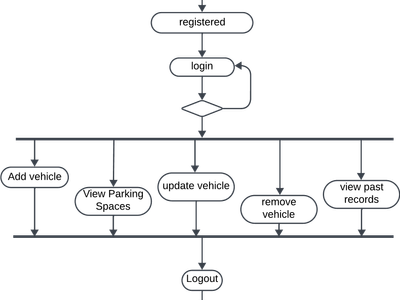 registered
login
Add vehicle
View Parking
Spaces
update vehicle
remove
vehicle
view past
records
Logout